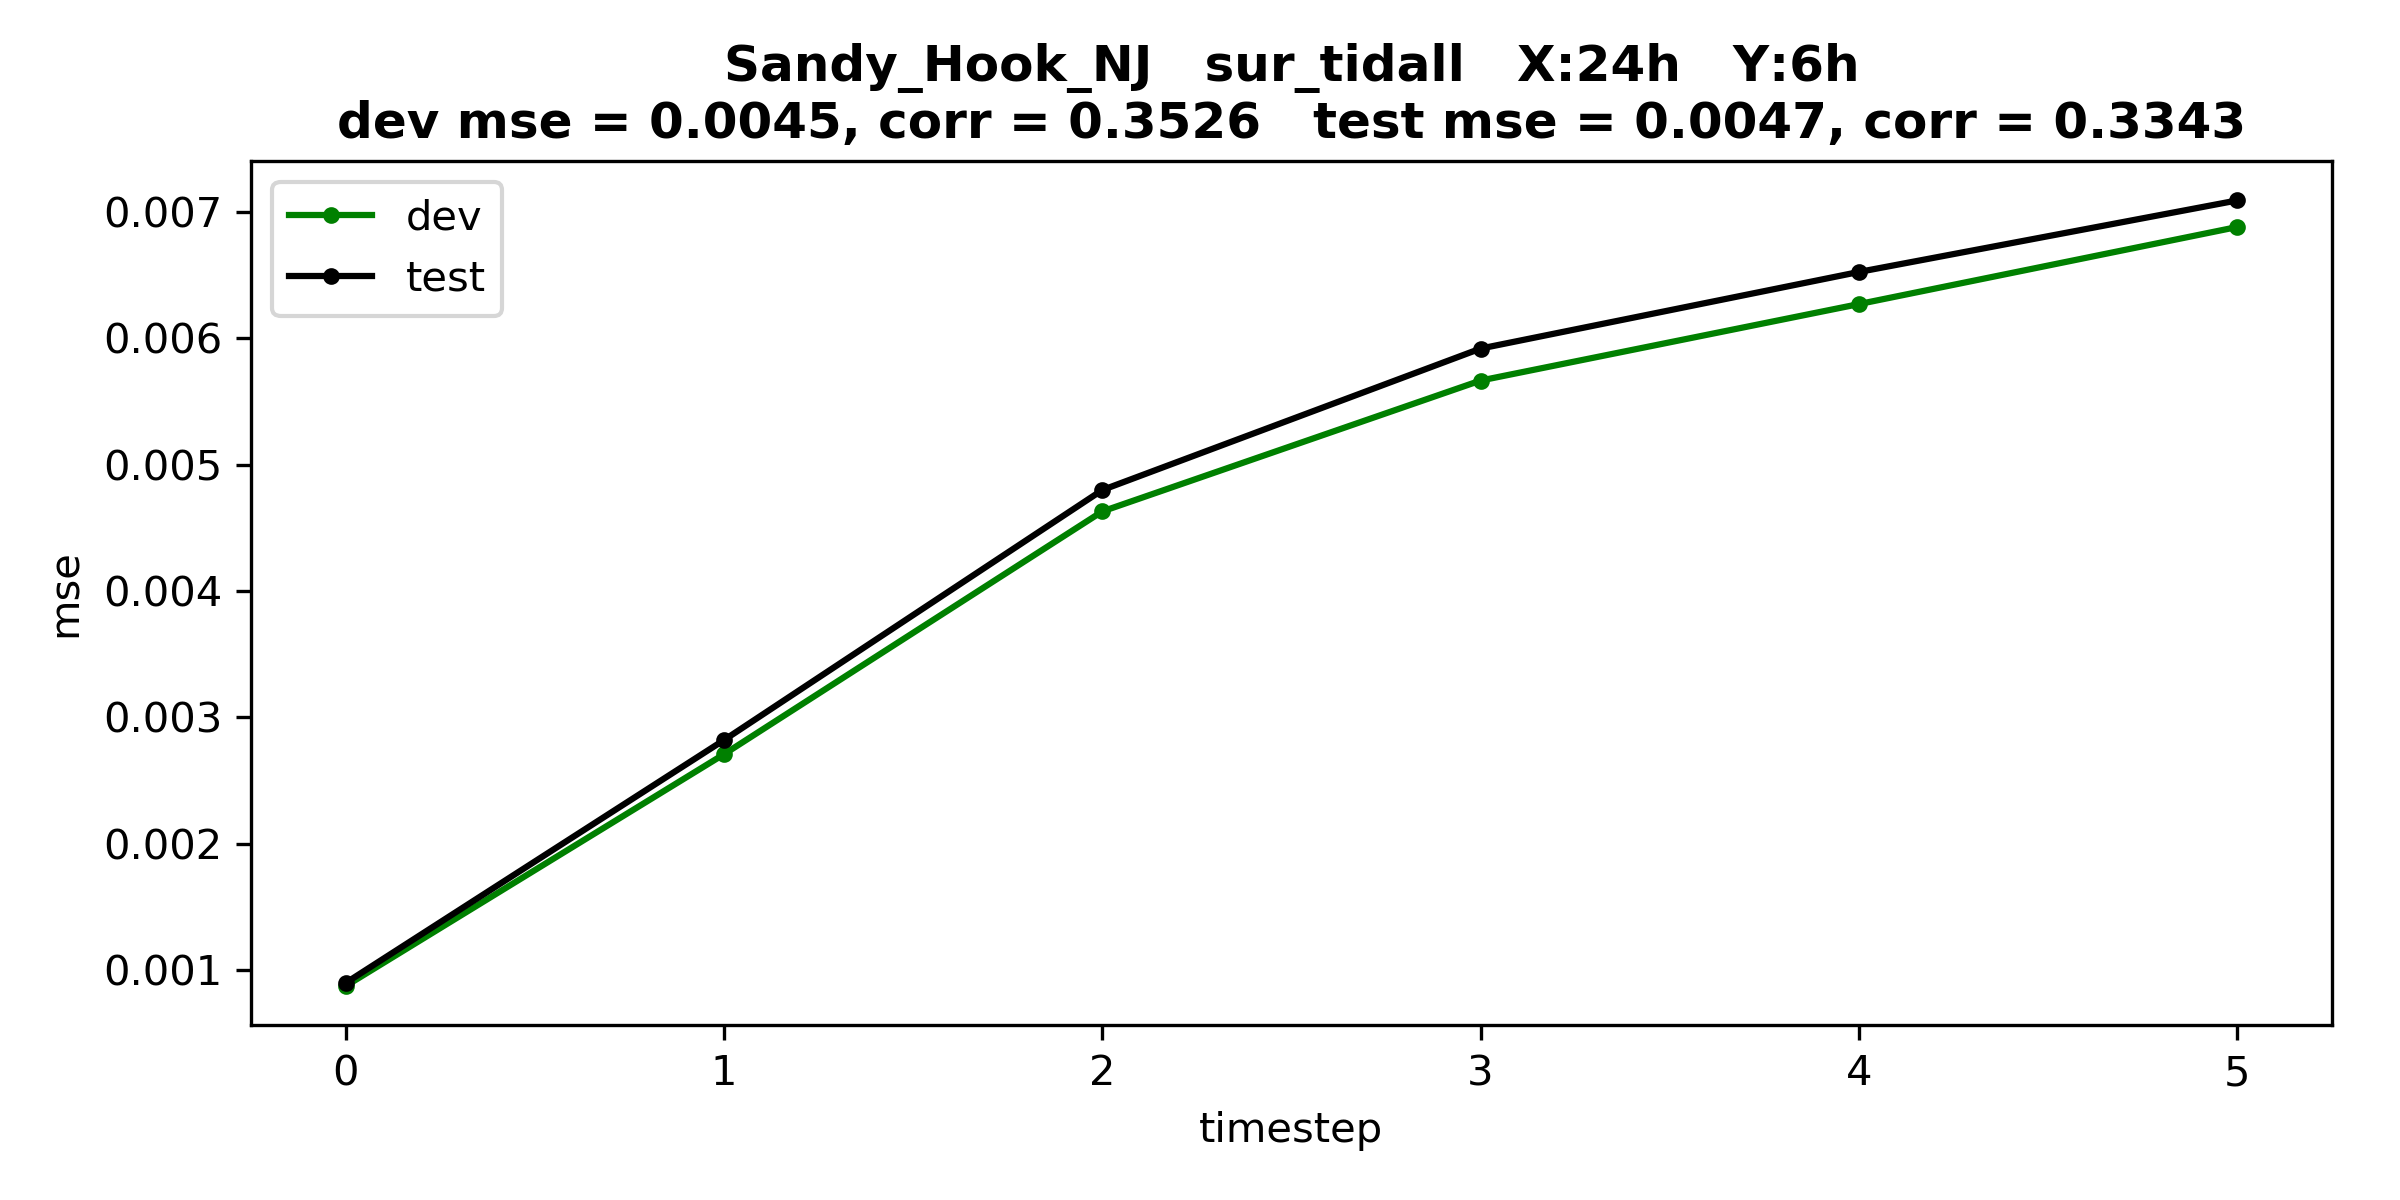 Sandy_Hook_NJ   sur_tidall   X:24h   Y:6h
dev mse = 0.0045, corr = 0.3526   test mse = 0.0047, corr = 0.3343
dev
test
0.007
0.006
0.005
0.004
0.003
0.002
0.001
mse
0 1 2 3 4 5
timestep